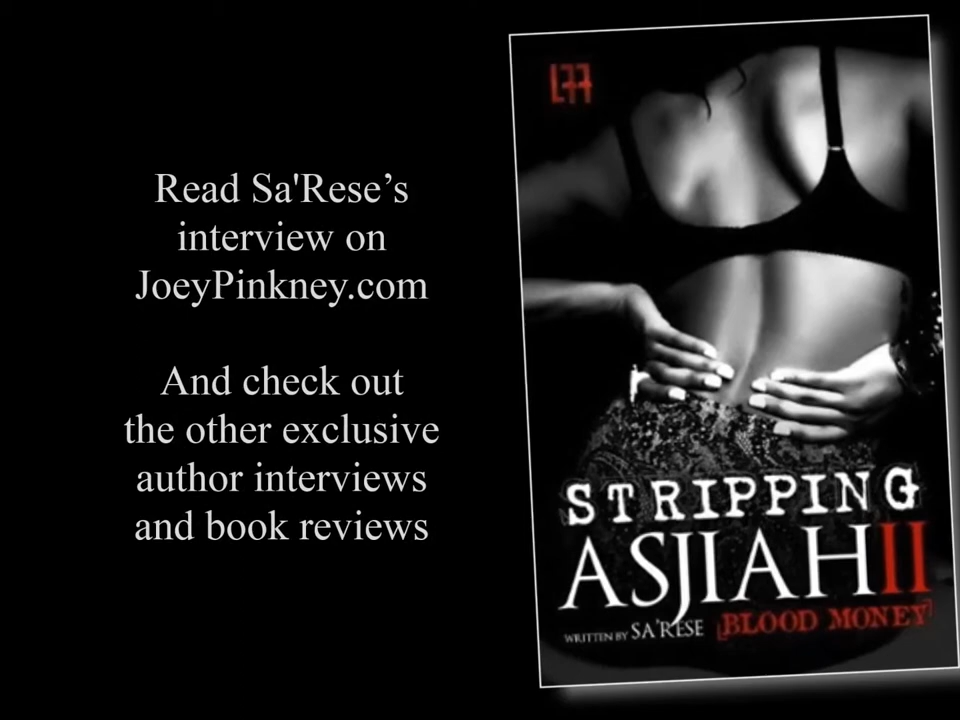 Read Sa'Rese’s
interview on
JoeyPinkney.com
And check out
the other exclusive
author interviews
and book reviews
STRIPPING
ASJIAH II
WRITTEN BY SA'RESE [BLOOD MONEY]